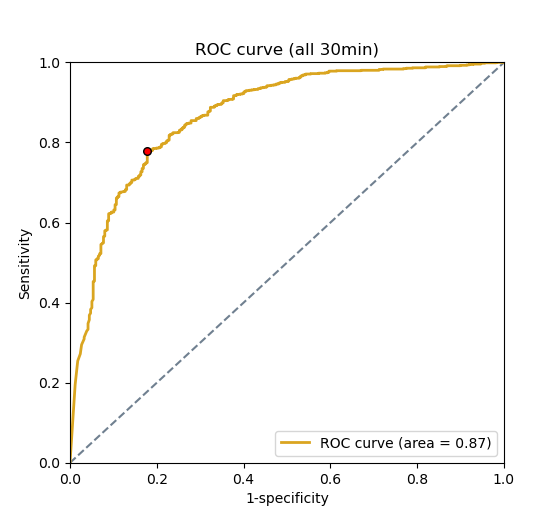 ROC curve (all 30min)
1.0
0.8
0.6
0.4
0.2
0.0
Sensitivity
ROC curve (area = 0.87)
0.0 0.2 0.4 0.6 0.8 1.0
1-specificity